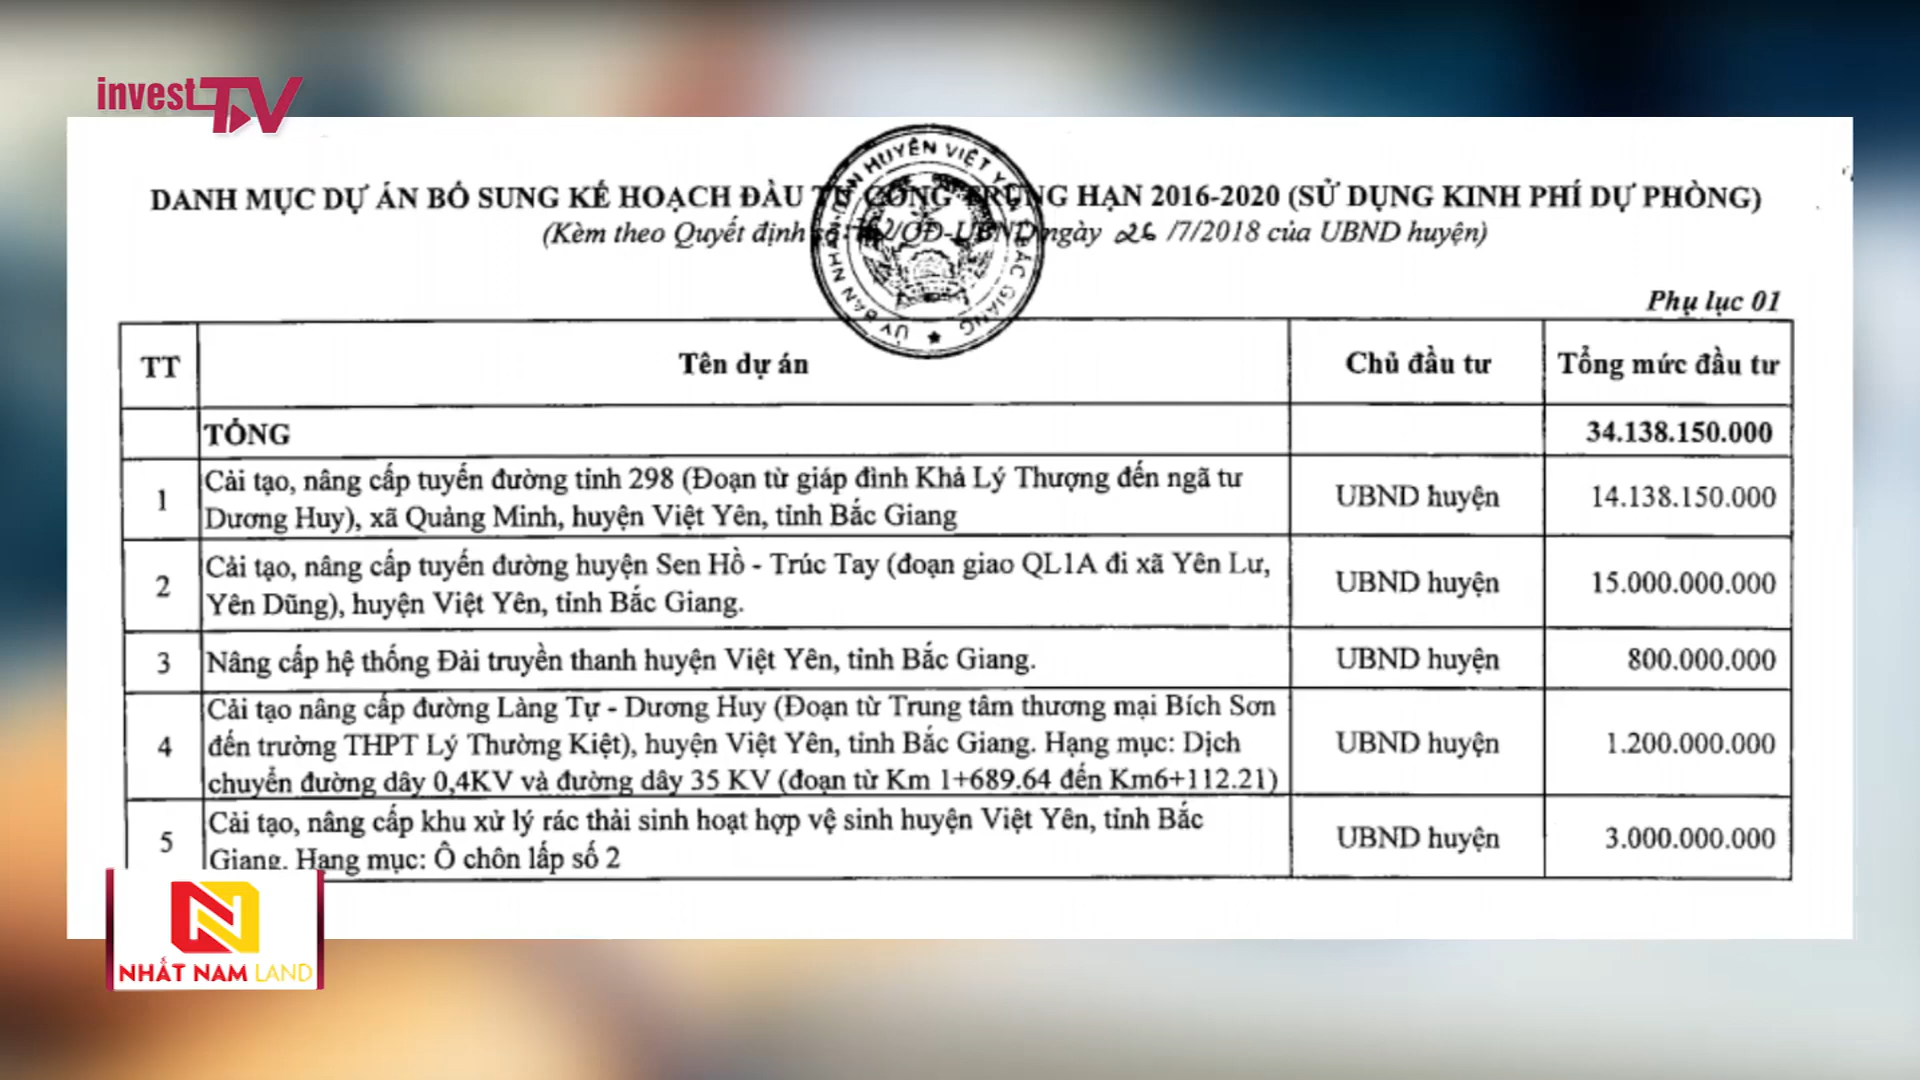 invest TV
DANH MỤC DỰ ÁN BỔ SUNG KẾ HOẠCH ĐẦU TƯ CÔNG TRUNG HẠN 2016-2020 (SỬ DỤNG KINH PHÍ DỰ PHÒNG)
(Kèm theo Quyết định /QĐ-UBND ngày 26 /7/2018 của UBND huyện)
ỦY BAN NHÂN DÂN HUYỆN VIỆT YÊN BẮC GIANG
Phụ lục 01
TT Tên dự án Chủ đầu tư Tổng mức đầu tư
TỔNG 34.138.150.000
1 Cải tạo, nâng cấp tuyến đường tỉnh 298 (Đoạn từ giáp đình Khả Lý Thượng đến ngã tư
Dương Huy), xã Quảng Minh, huyện Việt Yên, tỉnh Bắc Giang
UBND huyện 14.138.150.000
2 Cải tạo, nâng cấp tuyến đường huyện Sen Hồ - Trúc Tay (đoạn giao QL1A đi xã Yên Lư,
Yên Dũng), huyện Việt Yên, tỉnh Bắc Giang.
UBND huyện 15.000.000.000
3 Nâng cấp hệ thống Đài truyền thanh huyện Việt Yên, tỉnh Bắc Giang. UBND huyện 800.000.000
4 Cải tạo nâng cấp đường Làng Tự - Dương Huy (Đoạn từ Trung tâm thương mại Bích Sơn
đến trường THPT Lý Thường Kiệt), huyện Việt Yên, tỉnh Bắc Giang. Hạng mục: Dịch
chuyển đường dây 0,4KV và đường dây 35 KV (đoạn từ Km 1+689.64 đến Km6+112.21)
UBND huyện 1.200.000.000
5 Cải tạo, nâng cấp khu xử lý rác thải sinh hoạt hợp vệ sinh huyện Việt Yên, tỉnh Bắc
Giang. Hạng mục: Ô chôn lấp số 2
UBND huyện 3.000.000.000
NHẤT NAM LAND